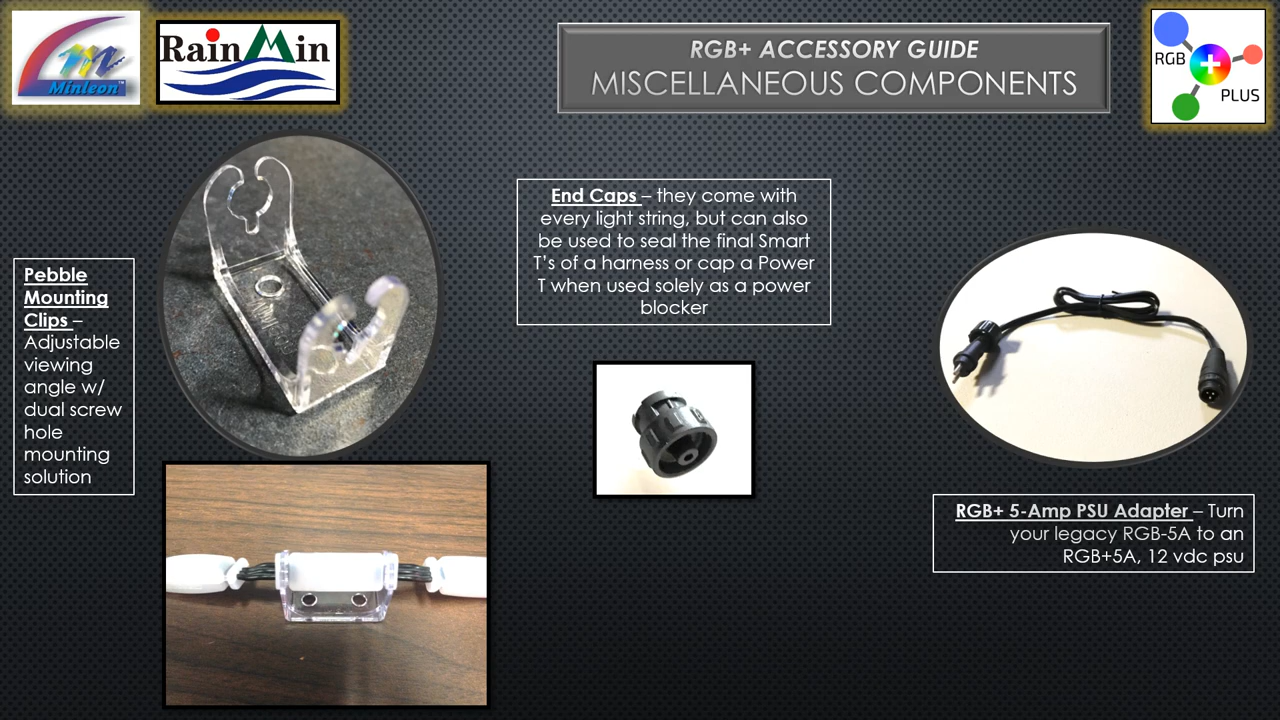 Minleon™
RainMin
RGB+ ACCESSORY GUIDE
MISCELLANEOUS COMPONENTS
RGB
PLUS
Pebble
Mounting
Clips –
Adjustable
viewing
angle w/
dual screw
hole
mounting
solution
End Caps – they come with
every light string, but can also
be used to seal the final Smart
T’s of a harness or cap a Power
T when used solely as a power
blocker
RGB+ 5-Amp PSU Adapter – Turn
your legacy RGB-5A to an
RGB+5A, 12 vdc psu